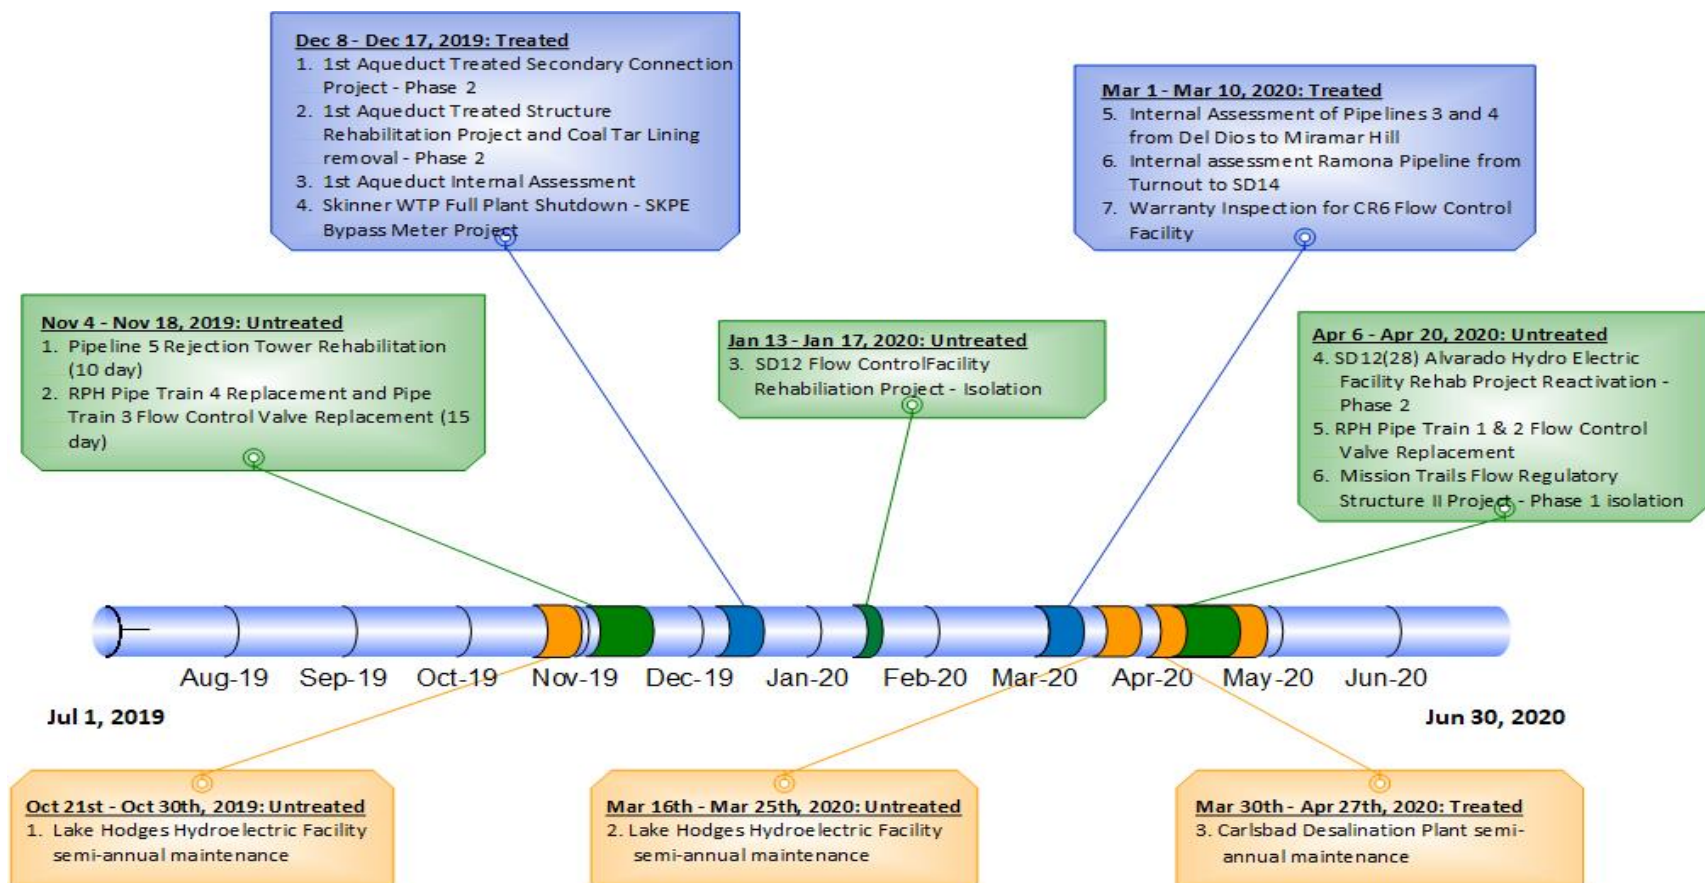 Dec 8 - Dec 17, 2019: Treated
1. 1st Aqueduct Treated Secondary Connection
Project - Phase 2
2. 1st Aqueduct Treated Structure
Rehabilitation Project and Coal Tar Lining
removal - Phase 2
3. 1st Aqueduct Internal Assessment
4. Skinner WTP Full Plant Shutdown - SKPE
Bypass Meter Project
Mar 1 - Mar 10, 2020: Treated
5. Internal Assessment of Pipelines 3 and 4
from Del Dios to Miramar Hill
6. Internal assessment Ramona Pipeline from
Turnout to SD14
7. Warranty Inspection for CR6 Flow Control
Facility
Nov 4 - Nov 18, 2019: Untreated
1. Pipeline 5 Rejection Tower Rehabilitation
(10 day)
2. RPH Pipe Train 4 Replacement and Pipe
Train 3 Flow Control Valve Replacement (15
day)
Jan 13 - Jan 17, 2020: Untreated
3. SD12 Flow ControlFacility
Rehabiliation Project - Isolation
Apr 6 - Apr 20, 2020: Untreated
4. SD12(28) Alvarado Hydro Electric
Facility Rehab Project Reactivation -
Phase 2
5. RPH Pipe Train 1 & 2 Flow Control
Valve Replacement
6. Mission Trails Flow Regulatory
Structure II Project - Phase 1 isolation
Aug-19 Sep-19 Oct-19 Nov-19 Dec-19 Jan-20 Feb-20 Mar-20 Apr-20 May-20 Jun-20
Jul 1, 2019
Jun 30, 2020
Oct 21st - Oct 30th, 2019: Untreated
1. Lake Hodges Hydroelectric Facility
semi-annual maintenance
Mar 16th - Mar 25th, 2020: Untreated
2. Lake Hodges Hydroelectric Facility
semi-annual maintenance
Mar 30th - Apr 27th, 2020: Treated
3. Carlsbad Desalination Plant semi-
annual maintenance